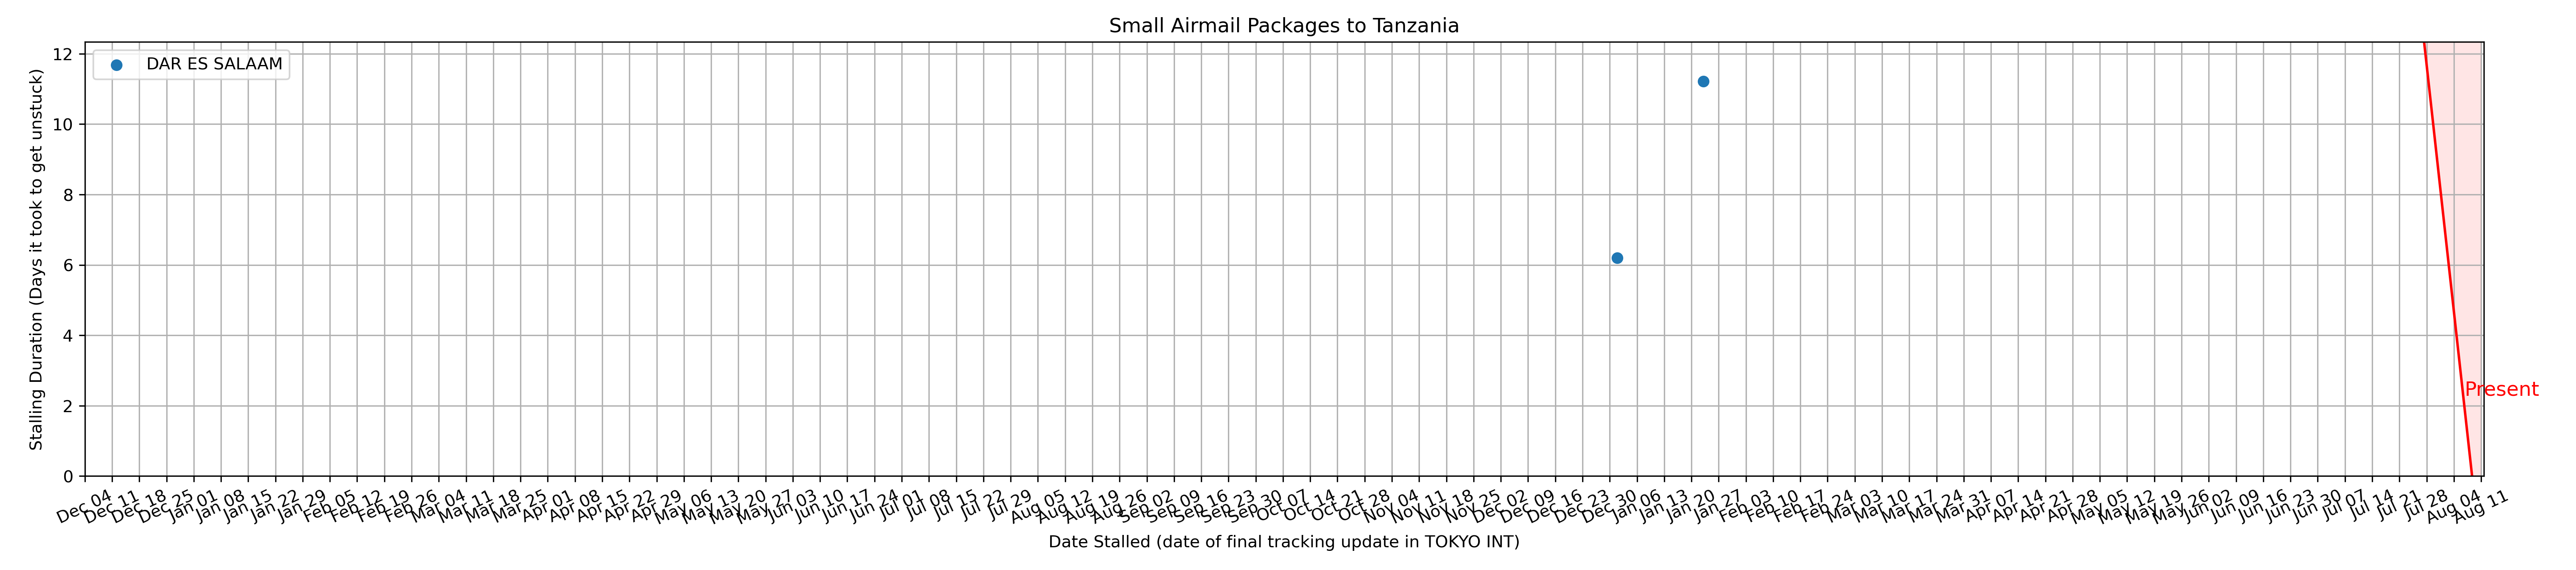 Small Airmail Packages to Tanzania
DAR ES SALAAM
Stalling Duration (Days it took to get unstuck)
12
10
8
6
4
2
0
Present
Dec 04 Dec 11 Dec 18 Dec 25 Jan 01 Jan 08 Jan 15 Jan 22 Jan 29 Feb 05 Feb 12 Feb 19 Feb 26 Mar 04 Mar 11 Mar 18 Mar 25 Apr 01 Apr 08 Apr 15 Apr 22 Apr 29 May 06 May 13 May 20 May 27 Jun 03 Jun 10 Jun 17 Jun 24 Jul 01 Jul 08 Jul 15 Jul 22 Jul 29 Aug 05 Aug 12 Aug 19 Aug 26 Sep 02 Sep 09 Sep 16 Sep 23 Sep 30 Oct 07 Oct 14 Oct 21 Oct 28 Nov 04 Nov 11 Nov 18 Nov 25 Dec 02 Dec 09 Dec 16 Dec 23 Dec 30 Jan 06 Jan 13 Jan 20 Jan 27 Feb 03 Feb 10 Feb 17 Feb 24 Mar 03 Mar 10 Mar 17 Mar 24 Mar 31 Apr 07 Apr 14 Apr 21 Apr 28 May 05 May 12 May 19 May 26 Jun 02 Jun 09 Jun 16 Jun 23 Jun 30 Jul 07 Jul 14 Jul 21 Jul 28 Aug 04 Aug 11
Date Stalled (date of final tracking update in TOKYO INT)